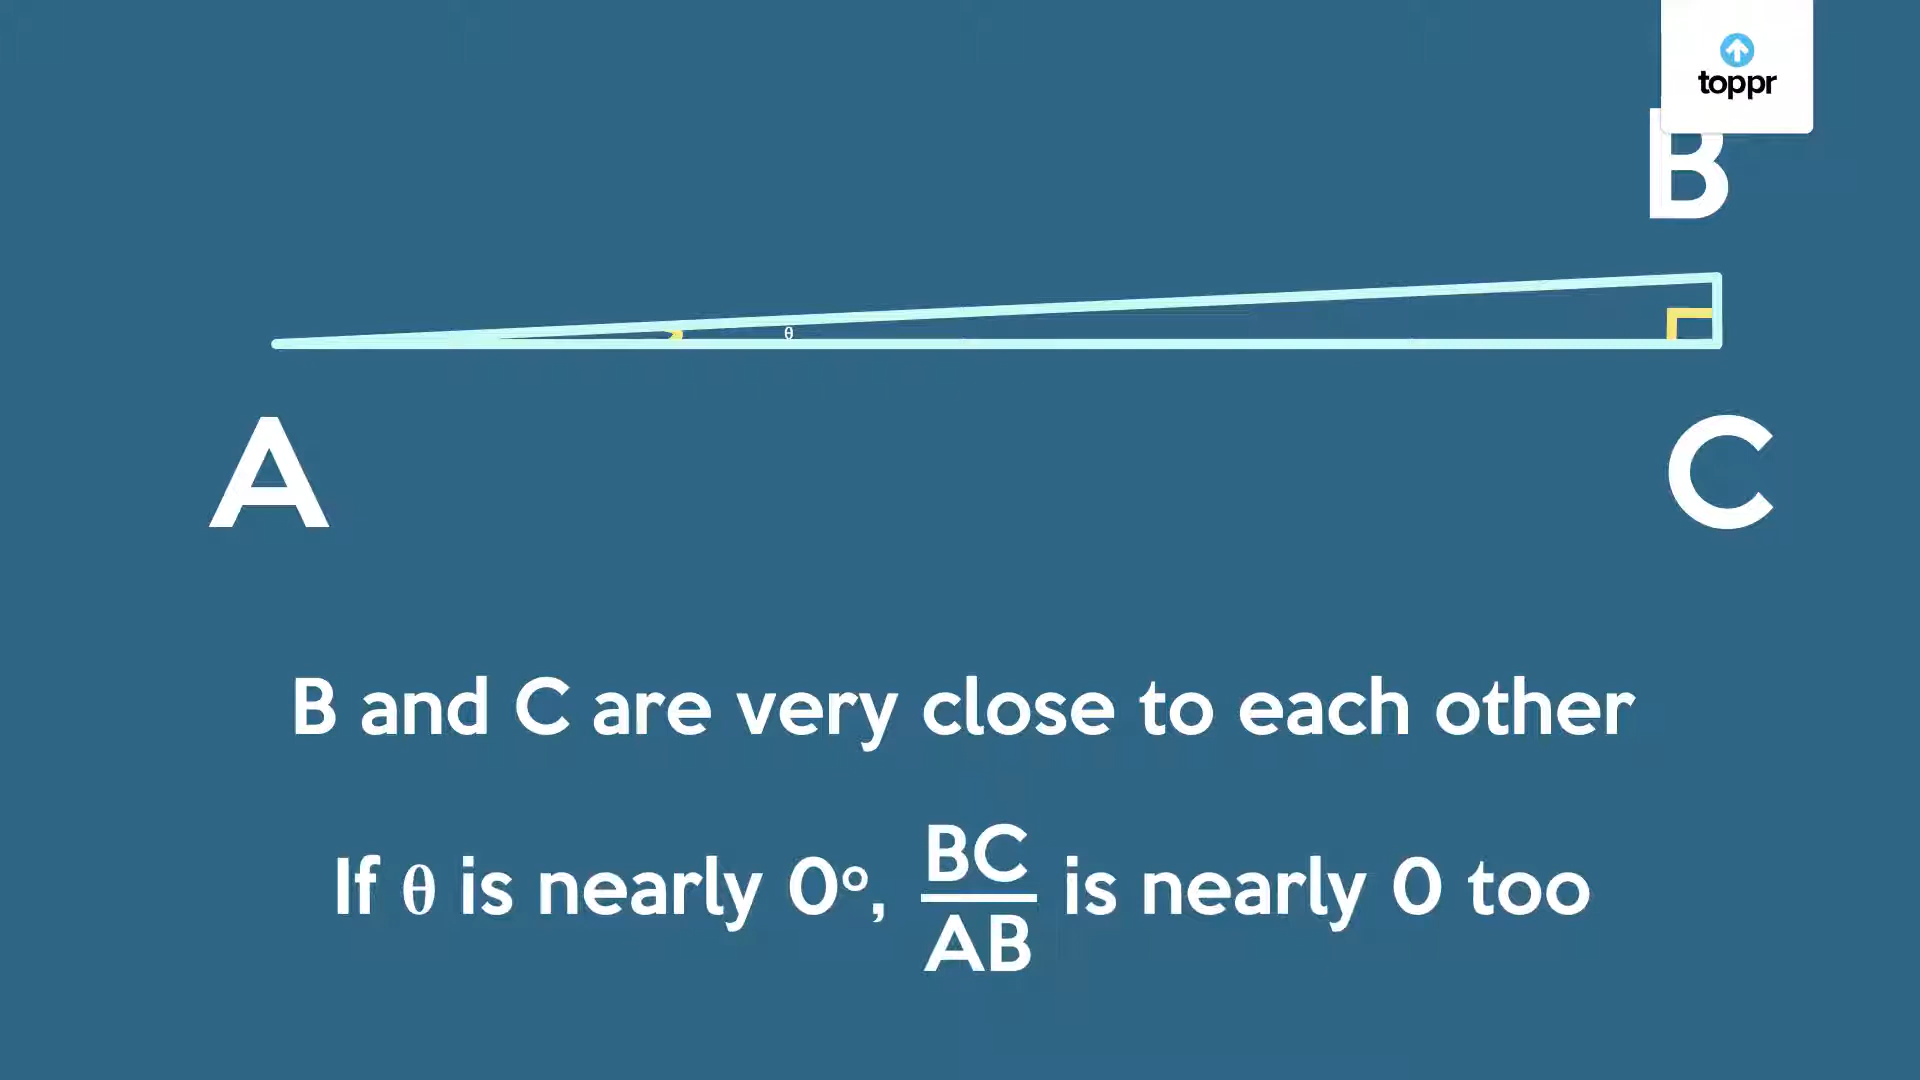 toppr
B
θ
A
C
B and C are very close to each other
If θ is nearly 0°, BC/AB is nearly 0 too